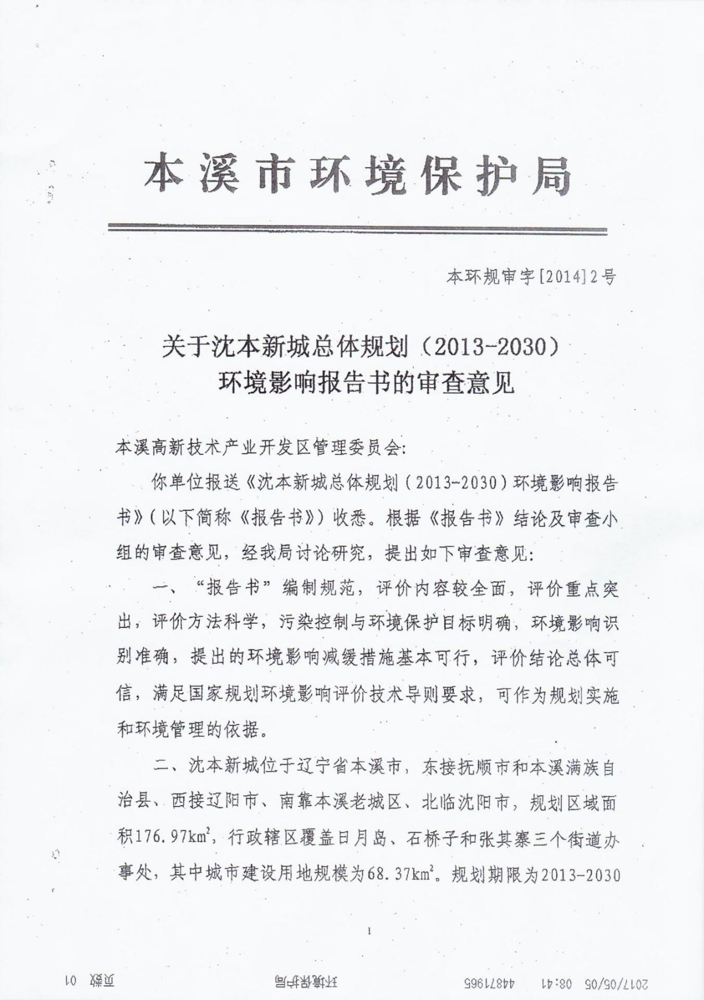 本溪市环境保护局
本环规审字[2014]2号
关于沈本新城总体规划（2013-2030）
环境影响报告书的审查意见
本溪高新技术产业开发区管理委员会:
你单位报送《沈本新城总体规划（2013-2030）环境影响报告
书》（以下简称《报告书》）收悉。根据《报告书》结论及审查小
组的审查意见，经我局讨论研究，提出如下审查意见:
一、“报告书”编制规范，评价内容较全面，评价重点突
出，评价方法科学，污染控制与环境保护目标明确，环境影响识
别准确，提出的环境影响减缓措施基本可行，评价结论总体可
信，满足国家规划环境影响评价技术导则要求，可作为规划实施
和环境管理的依据。
二、沈本新城位于辽宁省本溪市，东接抚顺市和本溪满族自
治县、西接辽阳市、南靠本溪老城区、北临沈阳市，规划区域面
积176.97km²，行政辖区覆盖日月岛、石桥子和张其寨三个街道办
事处，其中城市建设用地规模为68.37km²。规划期限为2013-2030
1
2017/05/05 08:41 44871965 环境保护局 页数 01